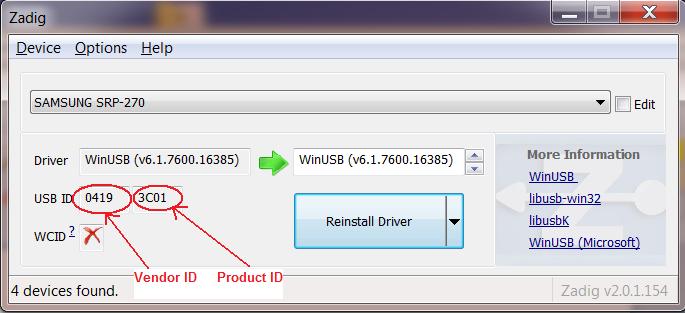 Zadig
Device Options Help
SAMSUNG SRP-270
Edit
Driver WinUSB (v6.1.7600.16385) WinUSB (v6.1.7600.16385)
USB ID 0419 3C01
WCID ?
Reinstall Driver
More Information
WinUSB
libusb-win32
libusbK
WinUSB (Microsoft)
Vendor ID Product ID
4 devices found. Zadig v2.0.1.154